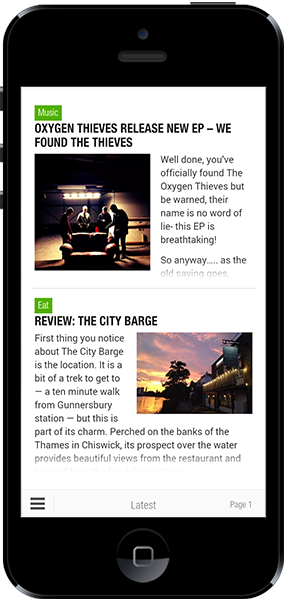 Music
OXYGEN THIEVES RELEASE NEW EP – WE
FOUND THE THIEVES
Well done, you've
officially found The
Oxygen Thieves but
be warned, their
name is no word of
lie- this EP is
breathtaking!
So anyway..... as the
old saying goes,
Eat
REVIEW: THE CITY BARGE
First thing you notice
about The City Barge
is the location. It is a
bit of a trek to get to
— a ten minute walk
from Gunnersbury
station — but this is
part of its charm. Perched on the banks of the
Thames in Chiswick, its prospect over the water
provides beautiful views from the restaurant and
Latest
Page 1